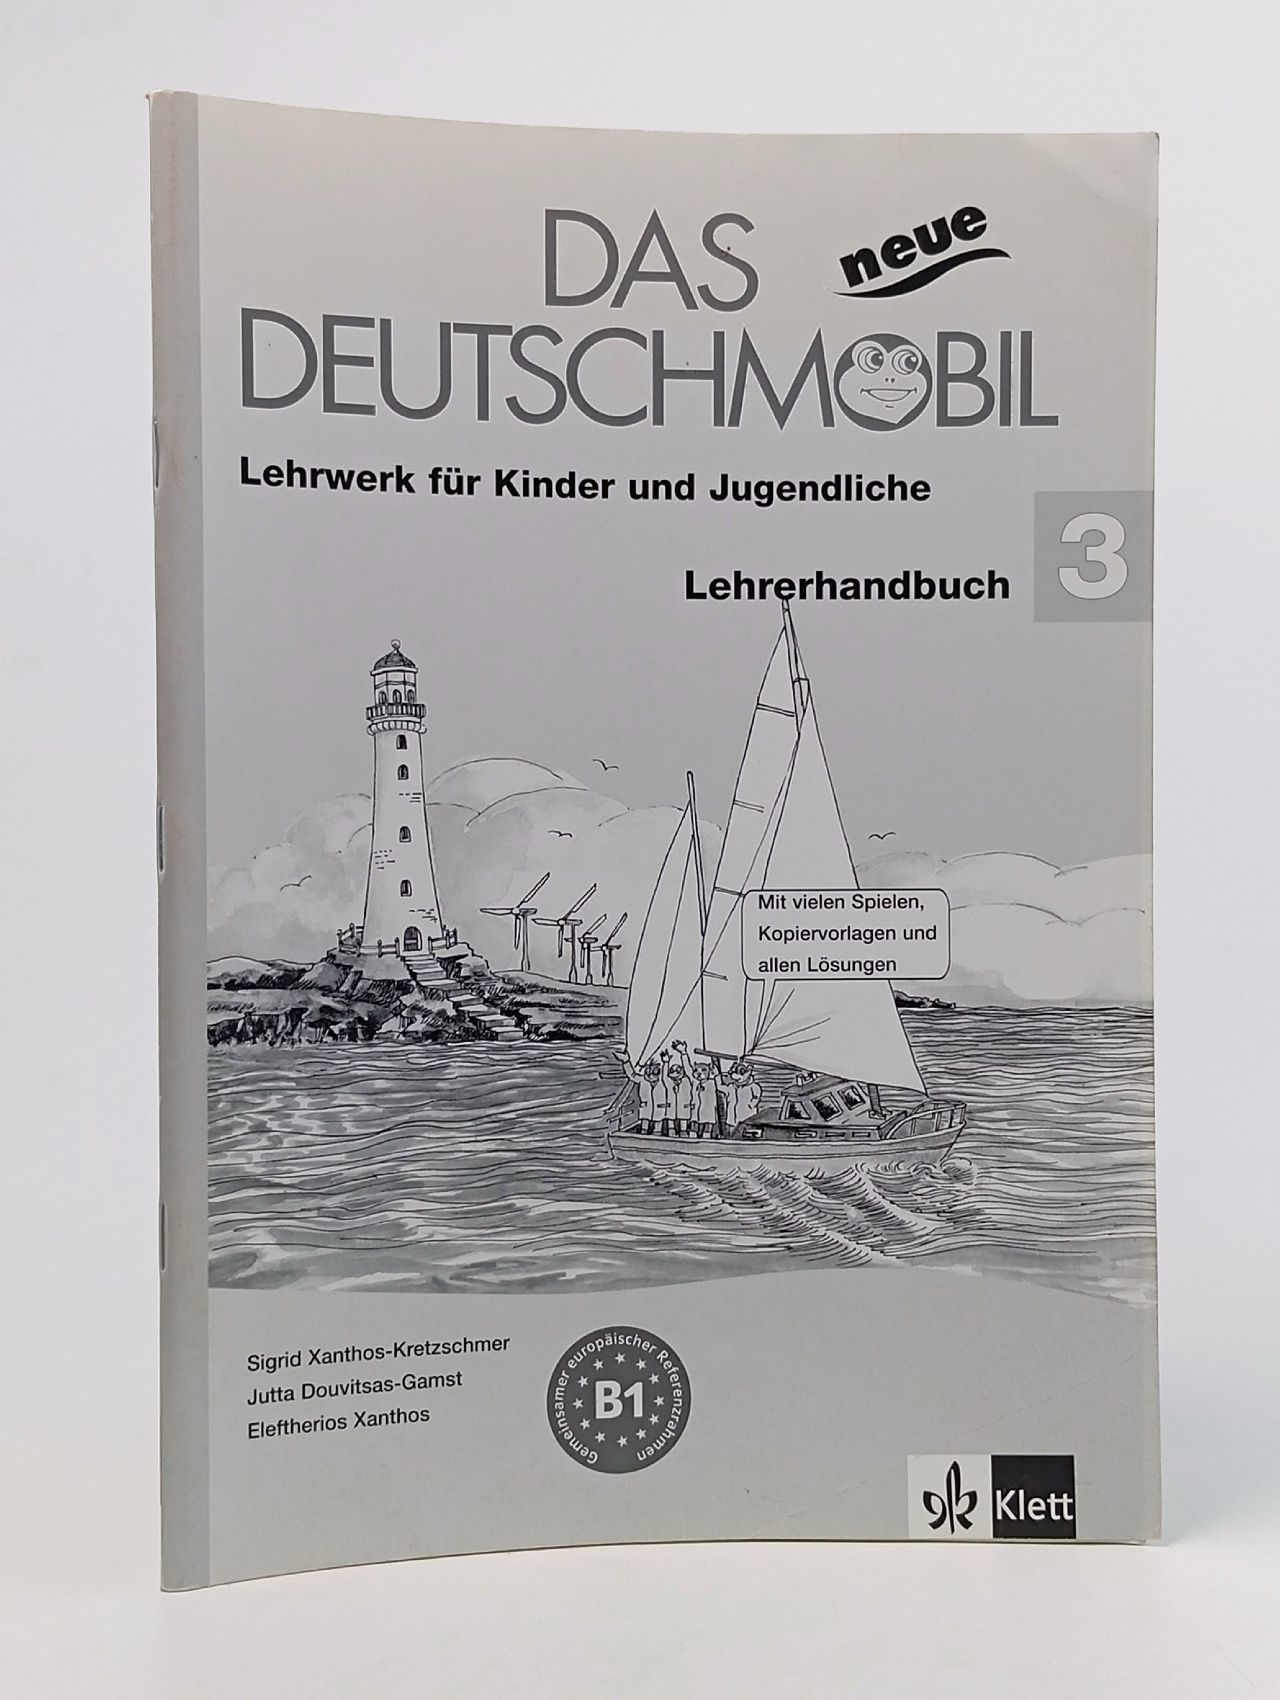 DAS neue
DEUTSCHMOBIL
Lehrwerk für Kinder und Jugendliche
3
Lehrerhandbuch
Mit vielen Spielen,
Kopiervorlagen und
allen Lösungen
Sigrid Xanthos-Kretzschmer
Jutta Douvitsas-Gamst
Eleftherios Xanthos
Gemeinsamer europäischer Referenzrahmen
B1
Klett